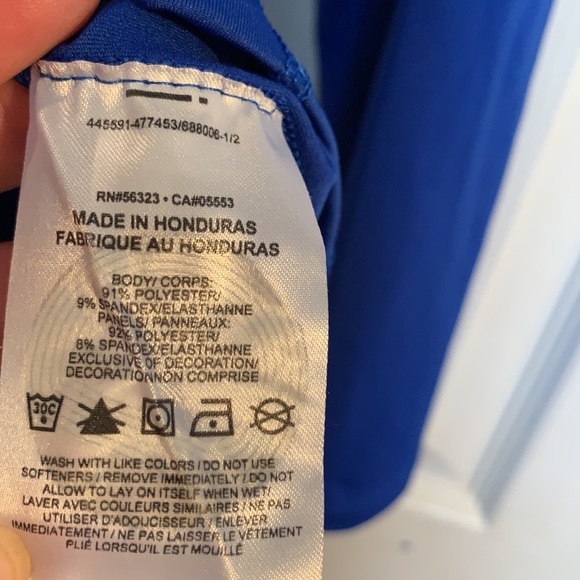 445591-477453/688006-1/2
RN#56323 • CA#05553
MADE IN HONDURAS
FABRIQUE AU HONDURAS
BODY/ CORPS:
91% POLYESTER/
9% SPANDEX/ELASTHANNE
PANELS/ PANNEAUX:
92% POLYESTER/
8% SPANDEX/ELASTHANNE
EXCLUSIVE OF DECORATION/
DECORATIONNON COMPRISE
30C
WASH WITH LIKE COLORS / DO NOT USE
SOFTENERS / REMOVE IMMEDIATELY / DO NOT
ALLOW TO LAY ON ITSELF WHEN WET/
LAVER AVEC COULEURS SIMILAIRES / NE PAS
UTILISER D'ADOUCISSEUR / ENLEVER
IMMEDIATEMENT / NE PAS LAISSER LE VÊTEMENT
PLIÉ LORSQU'IL EST MOUILLÉ